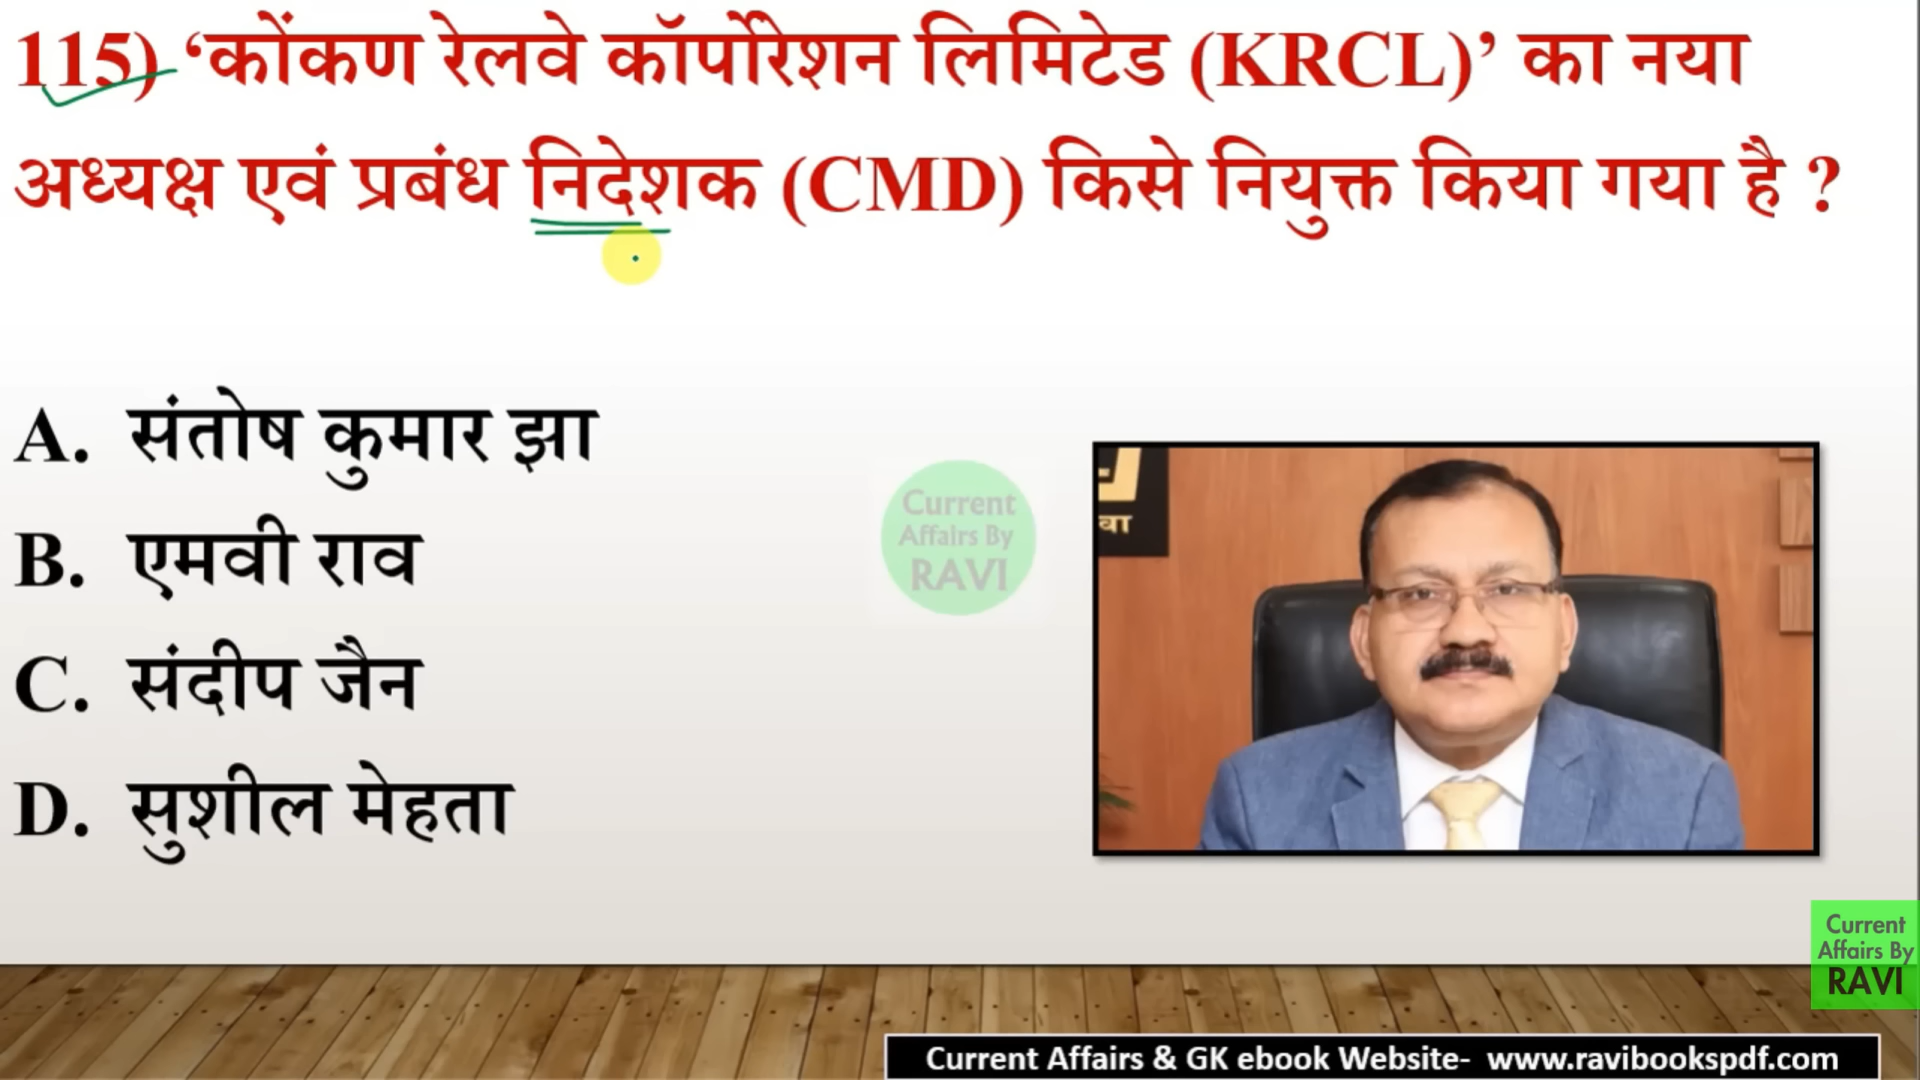 115) ‘कोंकण रेलवे कॉर्पोरेशन लिमिटेड (KRCL)’ का नया
अध्यक्ष एवं प्रबंध निदेशक (CMD) किसे नियुक्त किया गया है ?
A. संतोष कुमार झा
B. एमवी राव
C. संदीप जैन
D. सुशील मेहता
Current
Affairs By
RAVI
वा
Current
Affairs By
RAVI
Current Affairs & GK ebook Website- www.ravibookspdf.com